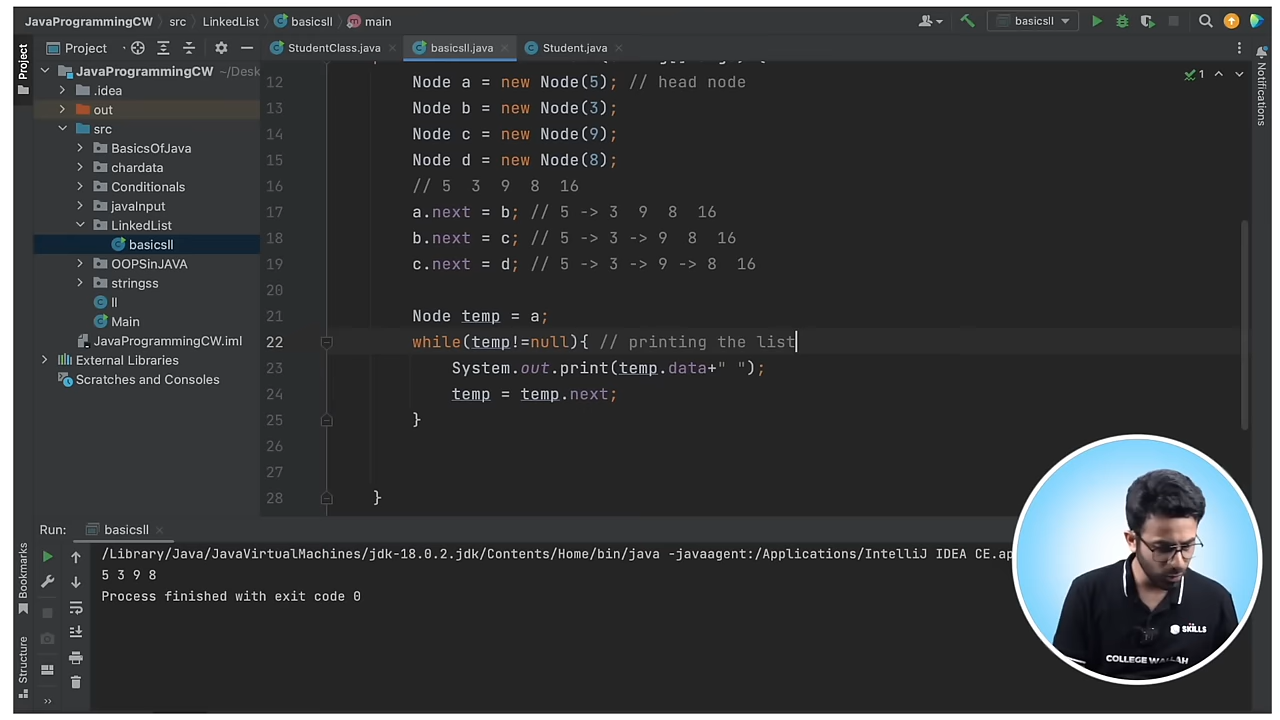 JavaProgrammingCW src LinkedList basicsll main basicsll
Project StudentClass.java basicsll.java Student.java
Project
Notifications
JavaProgrammingCW ~/Desk
.idea
out
src
BasicsOfJava
chardata
Conditionals
javaInput
LinkedList
basicsll
OOPSinJAVA
stringss
ll
Main
JavaProgrammingCW.iml
External Libraries
Scratches and Consoles
1
12 Node a = new Node(5); // head node
13 Node b = new Node(3);
14 Node c = new Node(9);
15 Node d = new Node(8);
16 // 5 3 9 8 16
17 a.next = b; // 5 -> 3 9 8 16
18 b.next = c; // 5 -> 3 -> 9 8 16
19 c.next = d; // 5 -> 3 -> 9 -> 8 16
20
21 Node temp = a;
22 while(temp!=null){ // printing the list
23 System.out.print(temp.data+" ");
24 temp = temp.next;
25 }
26
27
28 }
Run: basicsll
/Library/Java/JavaVirtualMachines/jdk-18.0.2.jdk/Contents/Home/bin/java -javaagent:/Applications/IntelliJ IDEA CE.ap
5 3 9 8
Process finished with exit code 0
Bookmarks
Structure
SKILLS
COLLEGE WALLAH